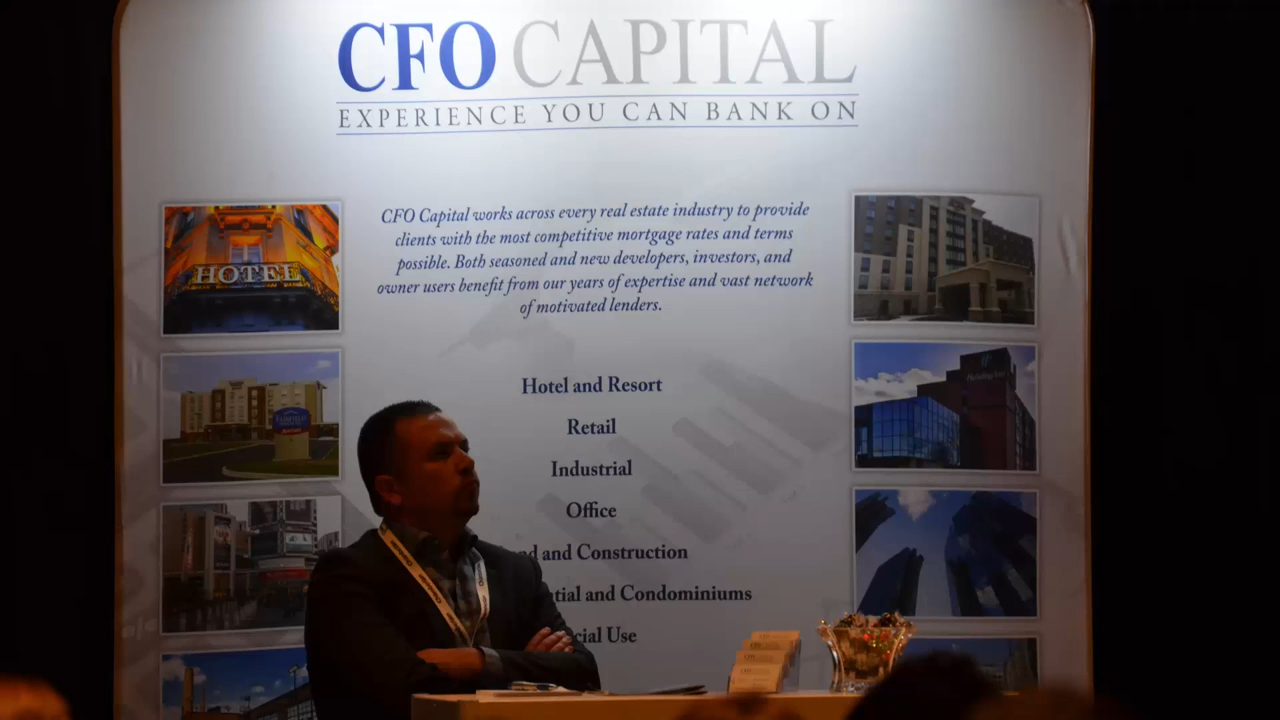 CFO CAPITAL
EXPERIENCE YOU CAN BANK ON
CFO Capital works across every real estate industry to provide
clients with the most competitive mortgage rates and terms
possible. Both seasoned and new developers, investors, and
owner users benefit from our years of expertise and vast network
of motivated lenders.
HOTEL
Hotel and Resort
Retail
FAIRFIELD
Industrial
Office
and Construction
and Condominiums
Use